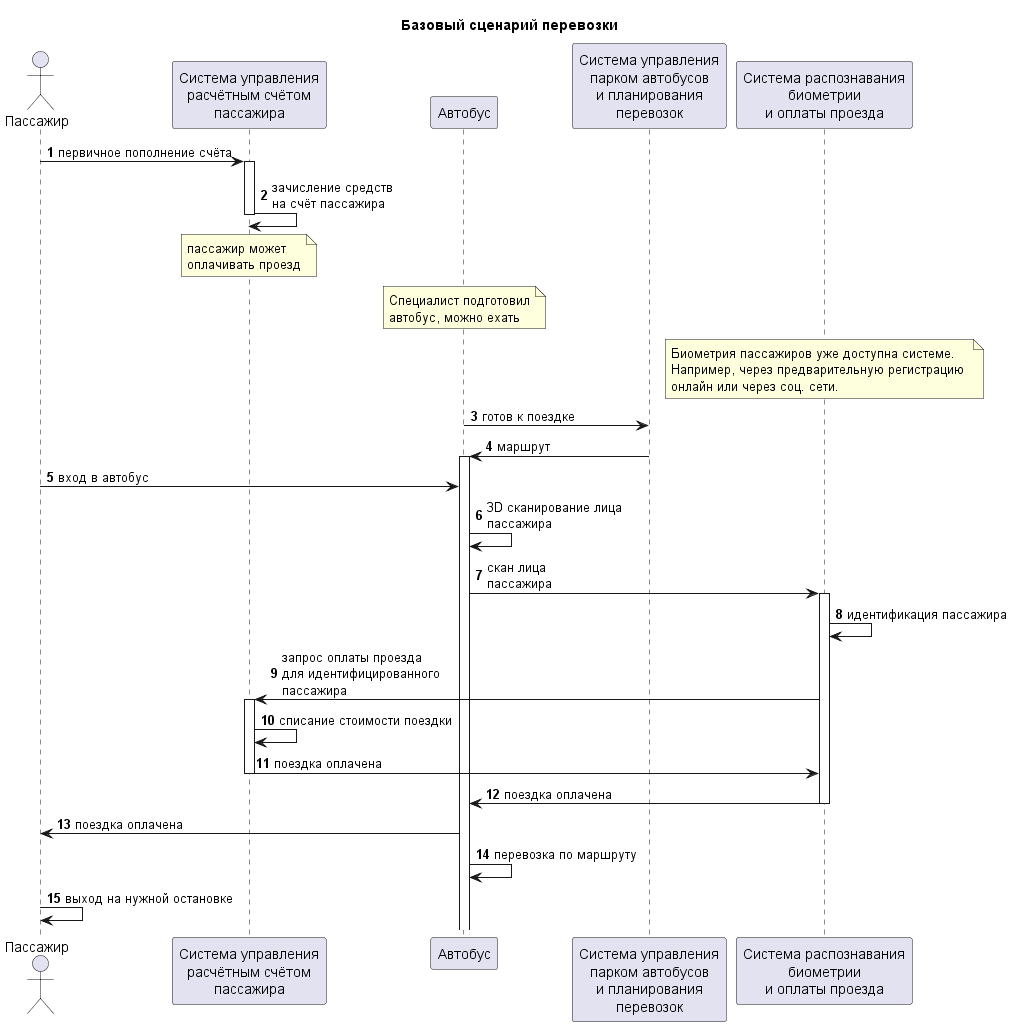 Базовый сценарий перевозки
Пассажир
Система управления
расчётным счётом
пассажира
Автобус
Система управления
парком автобусов
и планирования
перевозок
Система распознавания
биометрии
и оплаты проезда
1 первичное пополнение счёта
2 зачисление средств
на счёт пассажира
пассажир может
оплачивать проезд
Специалист подготовил
автобус, можно ехать
Биометрия пассажиров уже доступна системе.
Например, через предварительную регистрацию
онлайн или через соц. сети.
3 готов к поездке
4 маршрут
5 вход в автобус
6 3D сканирование лица
пассажира
7 скан лица
пассажира
8 идентификация пассажира
запрос оплаты проезда
9 для идентифицированного
пассажира
10 списание стоимости поездки
11 поездка оплачена
12 поездка оплачена
13 поездка оплачена
14 перевозка по маршруту
15 выход на нужной остановке
Пассажир
Система управления
расчётным счётом
пассажира
Автобус
Система управления
парком автобусов
и планирования
перевозок
Система распознавания
биометрии
и оплаты проезда